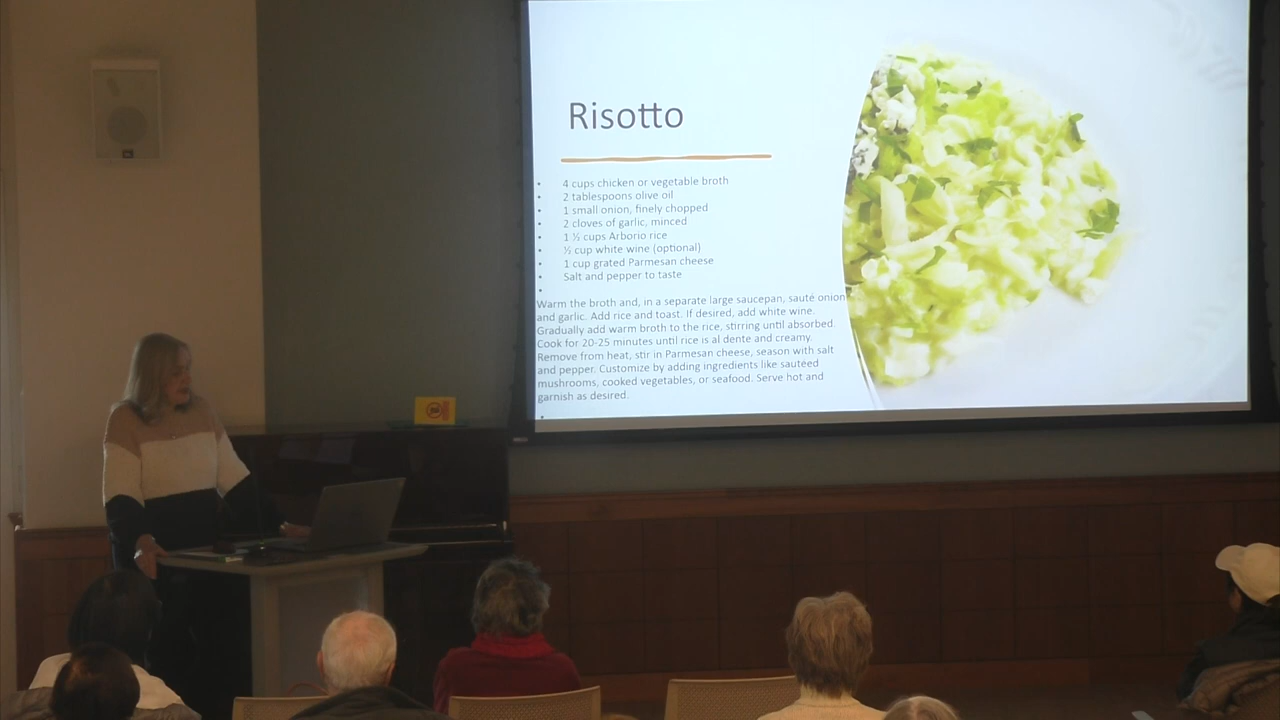 Risotto
4 cups chicken or vegetable broth
2 tablespoons olive oil
1 small onion, finely chopped
2 cloves of garlic, minced
1 ½ cups Arborio rice
½ cup white wine (optional)
1 cup grated Parmesan cheese
Salt and pepper to taste
Warm the broth and, in a separate large saucepan, sauté onion
and garlic. Add rice and toast. If desired, add white wine.
Gradually add warm broth to the rice, stirring until absorbed.
Cook for 20-25 minutes until rice is al dente and creamy.
Remove from heat, stir in Parmesan cheese, season with salt
and pepper. Customize by adding ingredients like sautéed
mushrooms, cooked vegetables, or seafood. Serve hot and
garnish as desired.